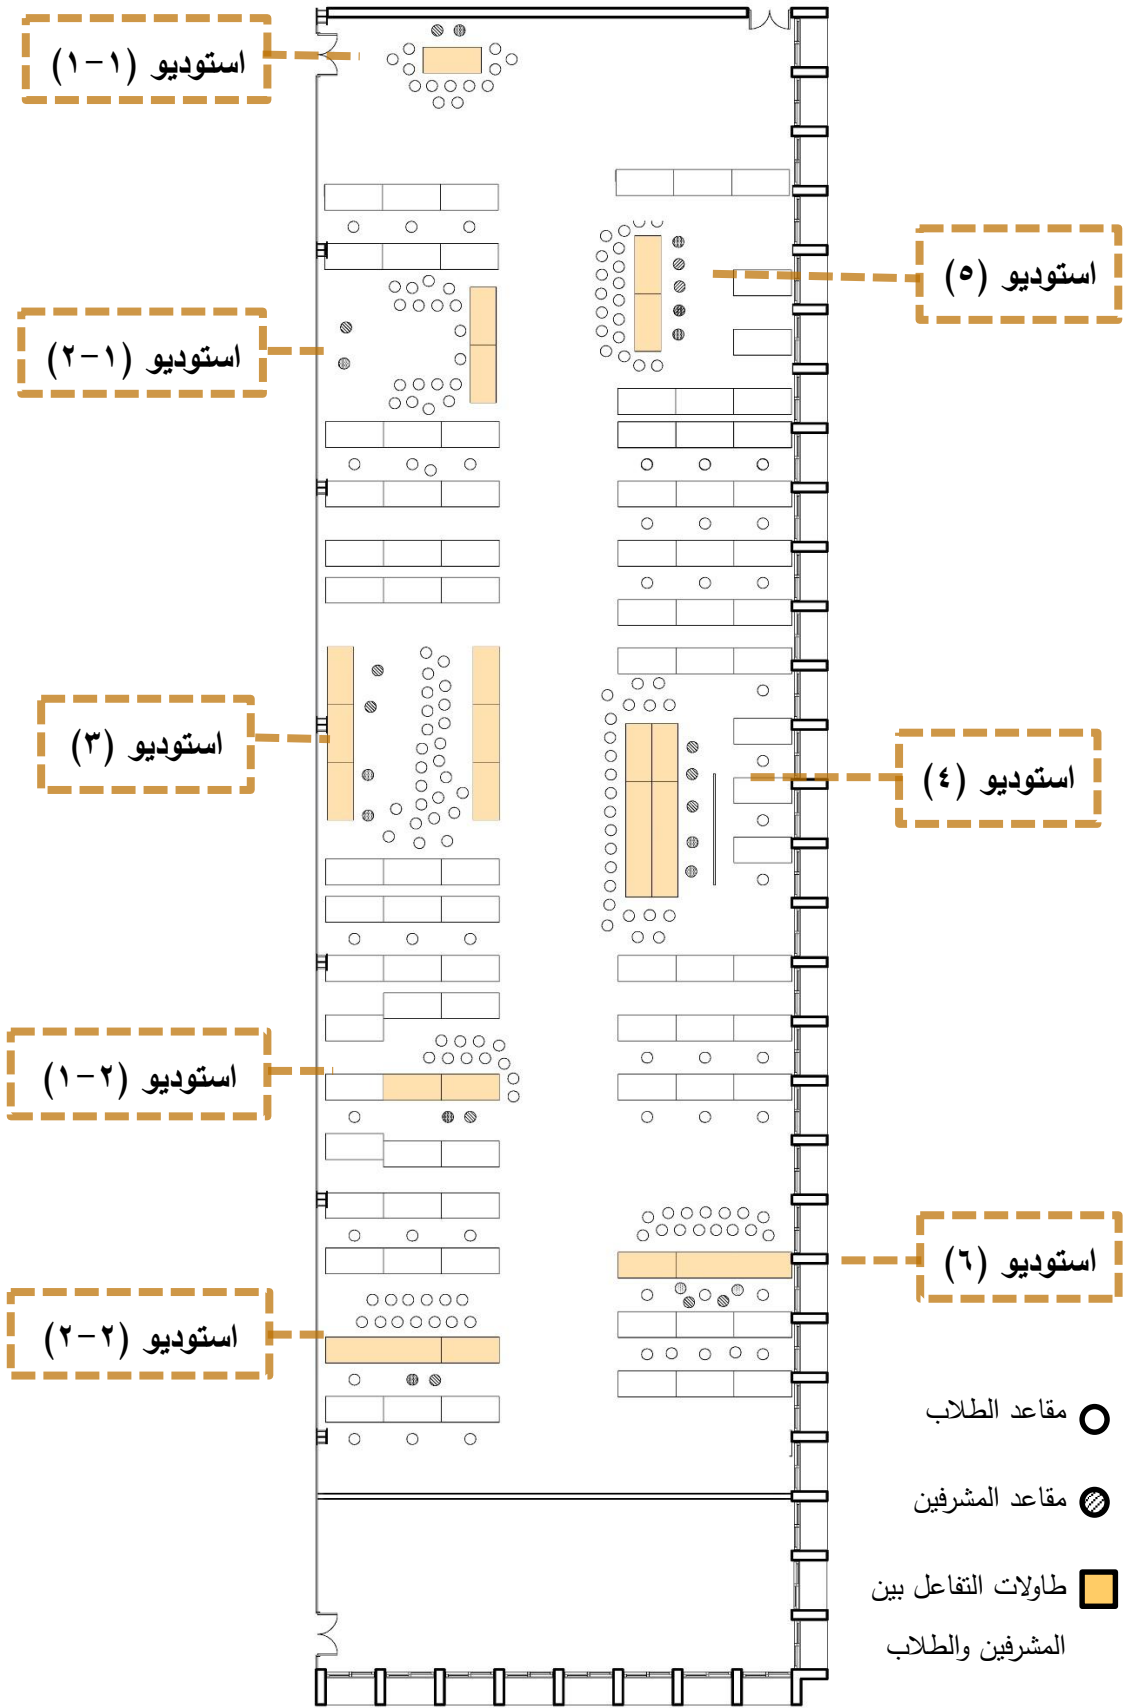 استوديو (١-١)
استوديو (٥)
استوديو (٢-١)
استوديو (٣)
استوديو (٤)
استوديو (١-٢)
استوديو (٦)
استوديو (٢-٢)
مقاعد الطلاب
مقاعد المشرفين
طاولات التفاعل بين
المشرفين والطلاب